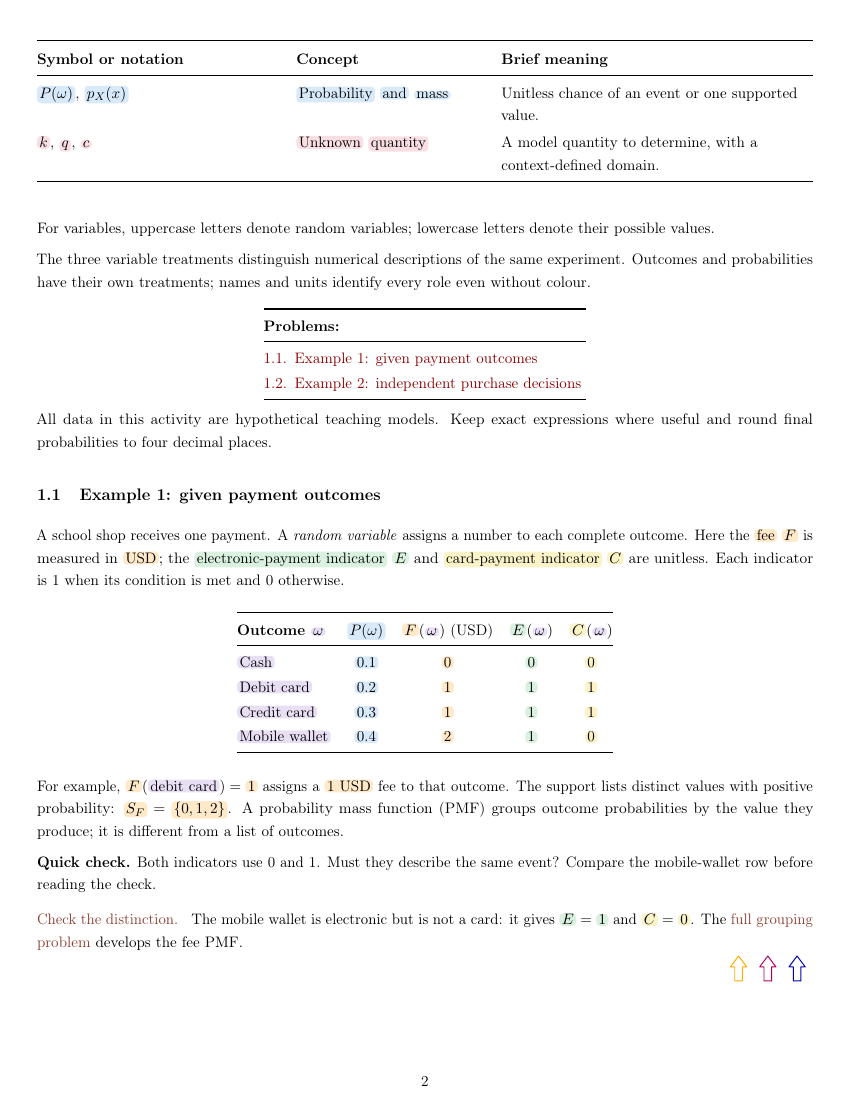 Symbol or notation Concept Brief meaning
P(ω), p_X(x) Probability and mass Unitless chance of an event or one supported
value.
k, q, c Unknown quantity A model quantity to determine, with a
context-defined domain.
For variables, uppercase letters denote random variables; lowercase letters denote their possible values.
The three variable treatments distinguish numerical descriptions of the same experiment. Outcomes and probabilities
have their own treatments; names and units identify every role even without colour.
Problems:
1.1. Example 1: given payment outcomes
1.2. Example 2: independent purchase decisions
All data in this activity are hypothetical teaching models. Keep exact expressions where useful and round final
probabilities to four decimal places.
1.1 Example 1: given payment outcomes
A school shop receives one payment. A random variable assigns a number to each complete outcome. Here the fee F is
measured in USD; the electronic-payment indicator E and card-payment indicator C are unitless. Each indicator
is 1 when its condition is met and 0 otherwise.
Outcome ω P(ω) F(ω) (USD) E(ω) C(ω)
Cash 0.1 0 0 0
Debit card 0.2 1 1 1
Credit card 0.3 1 1 1
Mobile wallet 0.4 2 1 0
For example, F(debit card) = 1 assigns a 1 USD fee to that outcome. The support lists distinct values with positive
probability: S_F = {0, 1, 2}. A probability mass function (PMF) groups outcome probabilities by the value they
produce; it is different from a list of outcomes.
Quick check. Both indicators use 0 and 1. Must they describe the same event? Compare the mobile-wallet row before
reading the check.
Check the distinction. The mobile wallet is electronic but is not a card: it gives E = 1 and C = 0. The full grouping
problem develops the fee PMF.
2